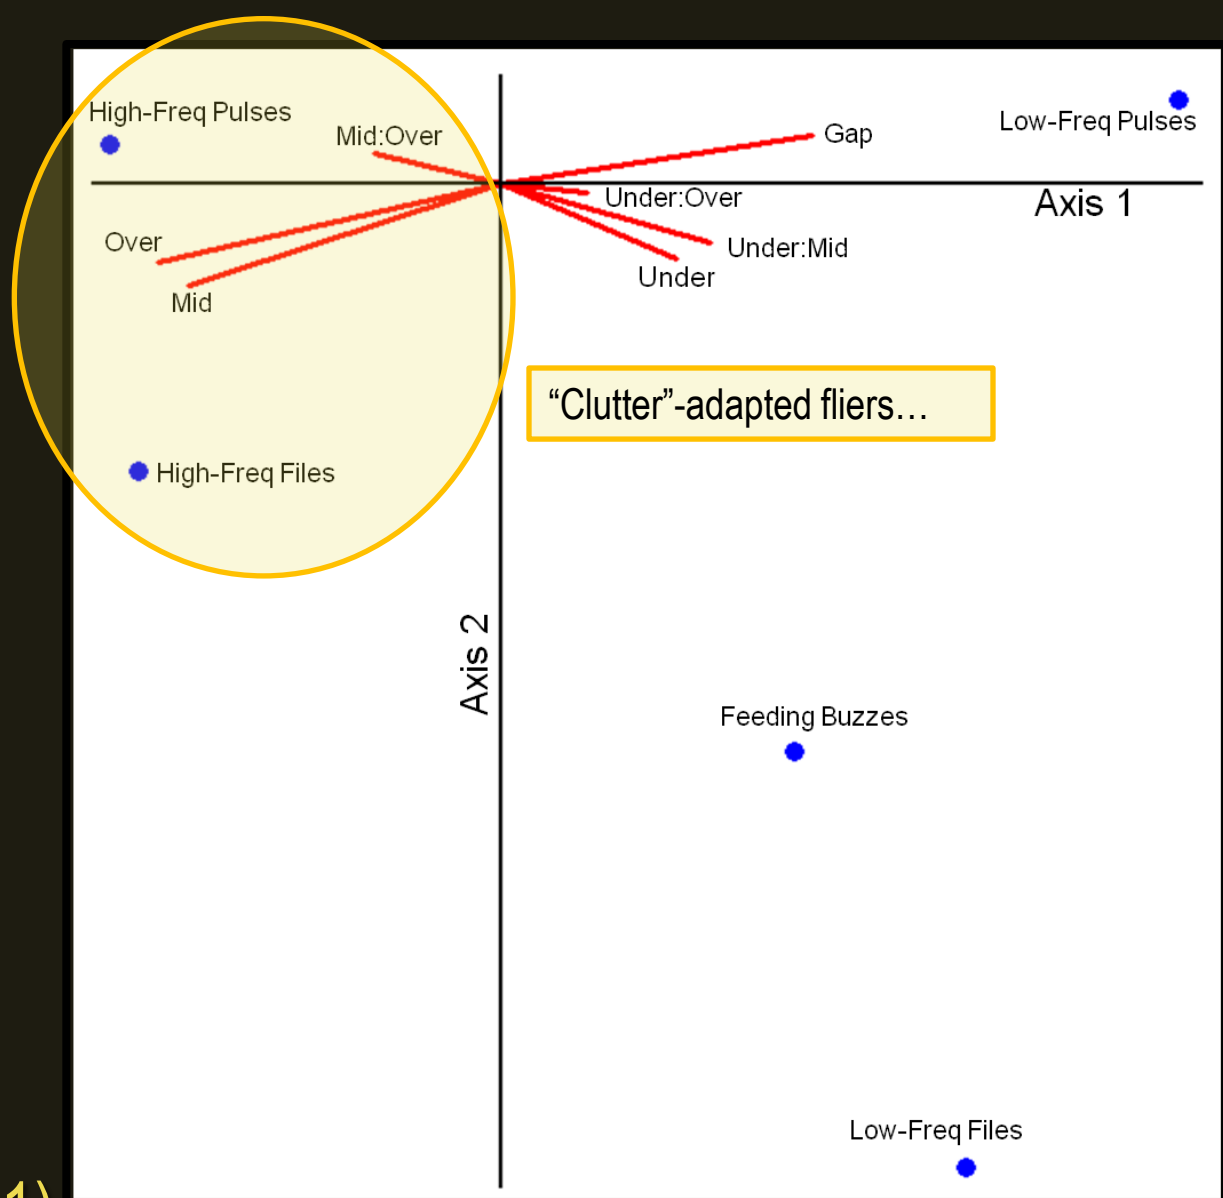 High-Freq Pulses
Mid:Over
Gap
Low-Freq Pulses
Under:Over
Axis 1
Over
Under:Mid
Under
Mid
“Clutter”-adapted fliers…
High-Freq Files
Axis 2
Feeding Buzzes
Low-Freq Files
1)